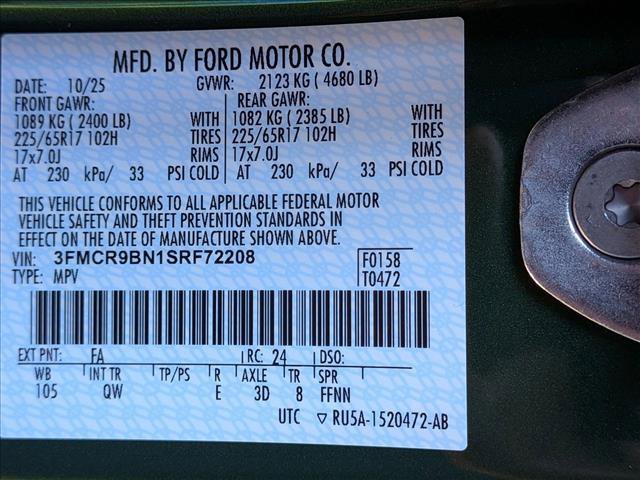 MFD. BY FORD MOTOR CO.
DATE: 10/25 GVWR: 2123 KG ( 4680 LB)
FRONT GAWR: REAR GAWR:
1089 KG ( 2400 LB) WITH 1082 KG ( 2385 LB) WITH
225/65R17 102H TIRES 225/65R17 102H TIRES
17x7.0J RIMS 17x7.0J RIMS
AT 230 kPa/ 33 PSI COLD AT 230 kPa/ 33 PSI COLD
THIS VEHICLE CONFORMS TO ALL APPLICABLE FEDERAL MOTOR
VEHICLE SAFETY AND THEFT PREVENTION STANDARDS IN
EFFECT ON THE DATE OF MANUFACTURE SHOWN ABOVE.
VIN: 3FMCR9BN1SRF72208 F0158
TYPE: MPV T0472
EXT PNT: FA RC: 24 DSO:
WB INT TR TP/PS R AXLE TR SPR
105 QW E 3D 8 FFNN
UTC ▽ RU5A-1520472-AB